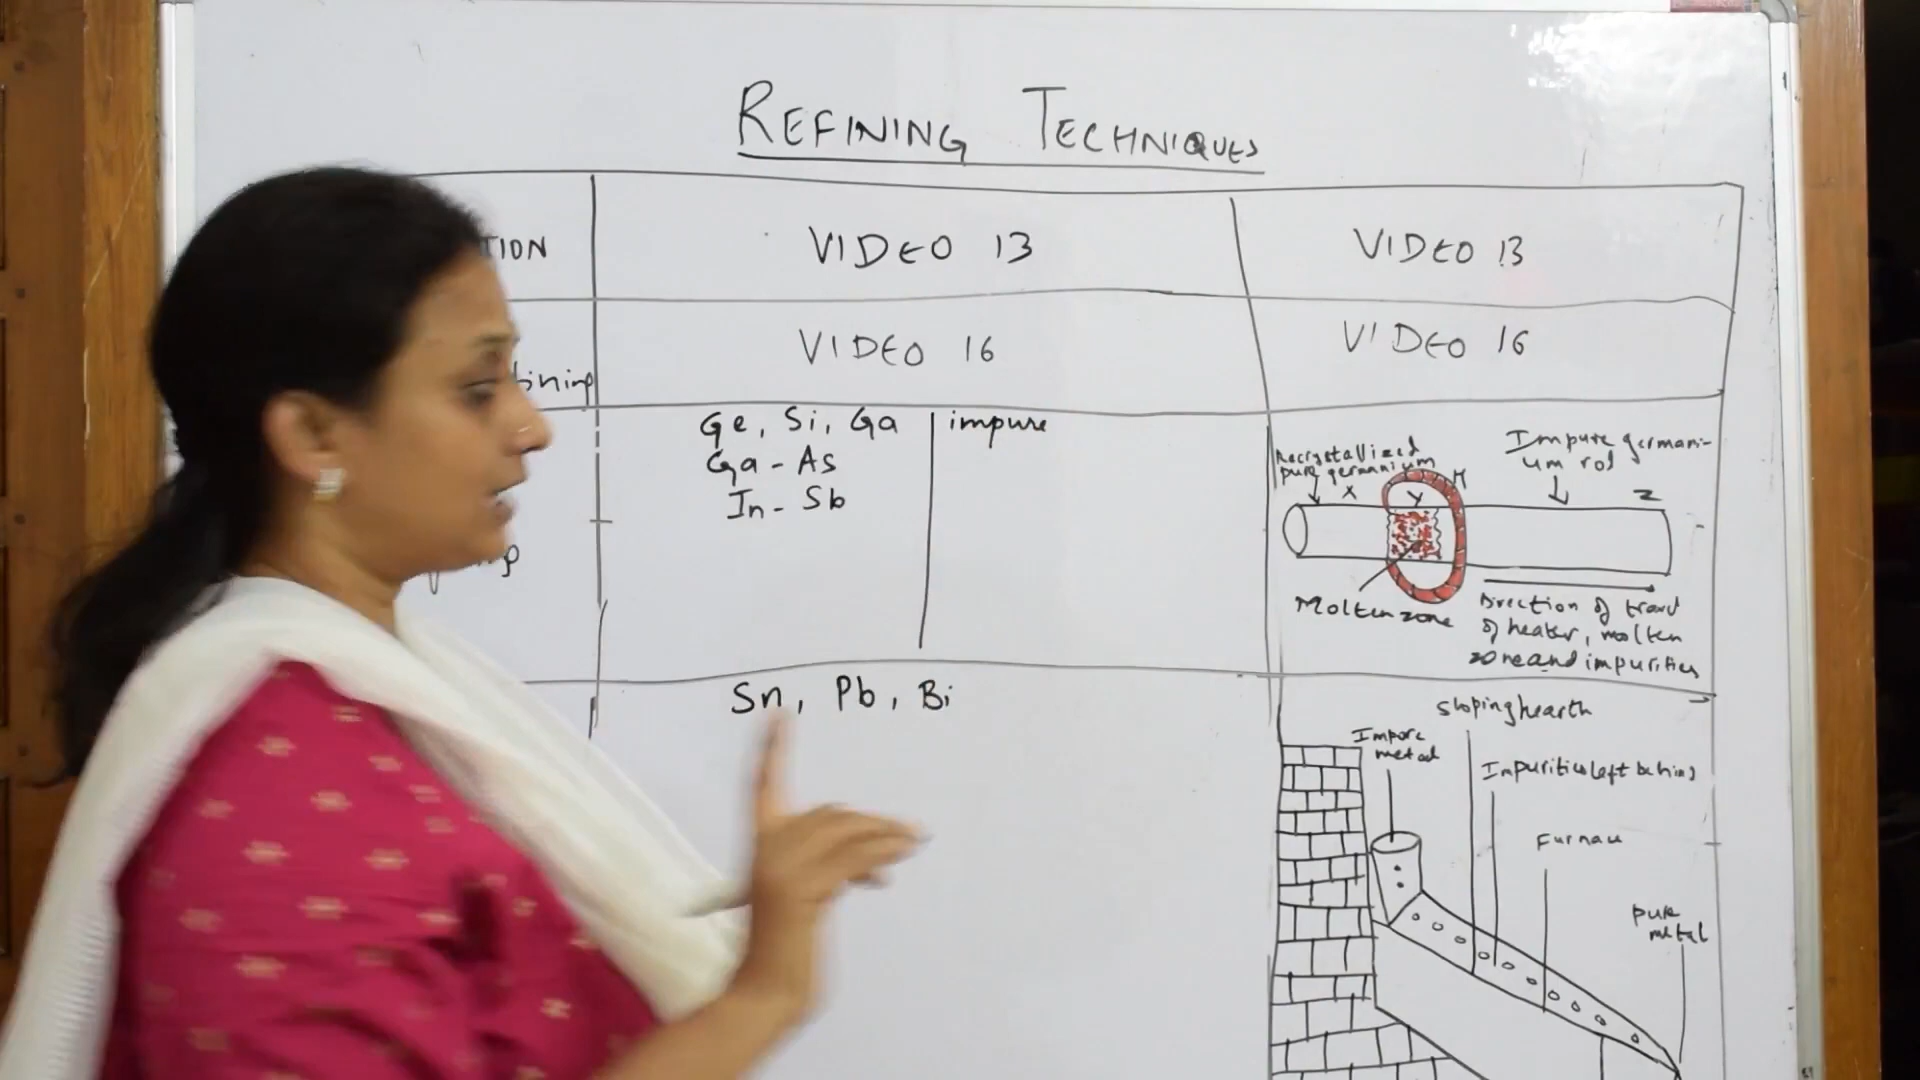 REFINING TECHNIQUES
TION
VIDEO 13
VIDEO 13
bining
VIDEO 16
VIDEO 16
Ge, Si, Ga
Ga - As
In - Sb
impure
Recrystallized
pure germanium
X
Y
H
Impure germani-
um rod
Z
Molten zone
Direction of travel
of heater, molten
zone and impurities
Sn, Pb, Bi
Sloping hearth
Impure
metal
Impurities left behind
Furnace
pure
metal